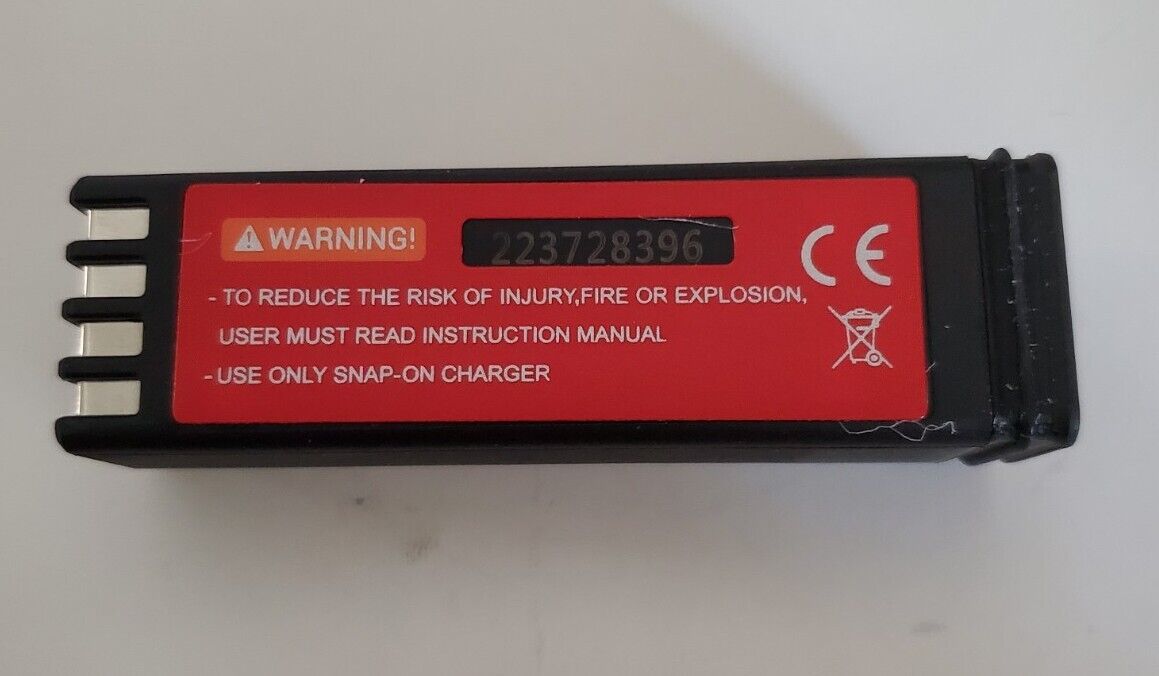 WARNING!
223728396
CE
- TO REDUCE THE RISK OF INJURY,FIRE OR EXPLOSION,
USER MUST READ INSTRUCTION MANUAL
- USE ONLY SNAP-ON CHARGER